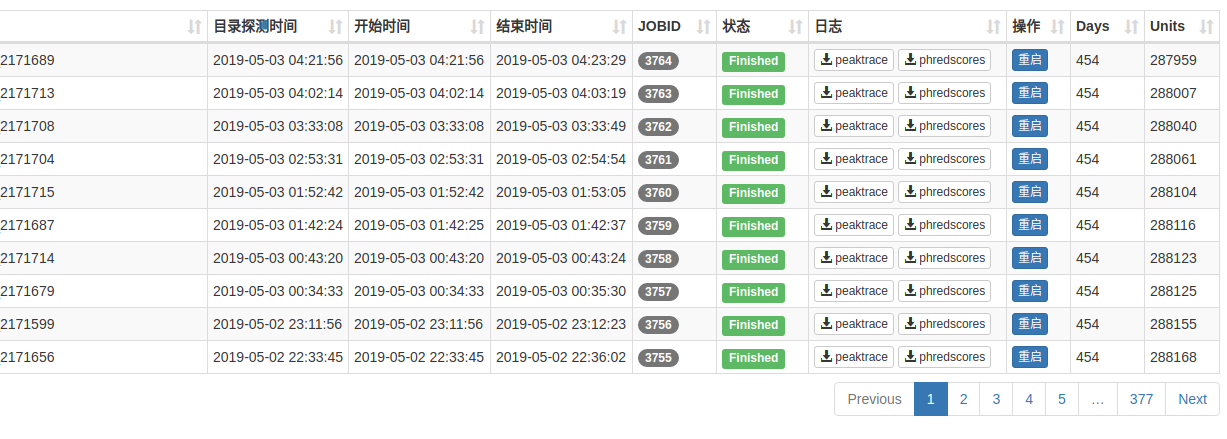 目录探测时间 开始时间 结束时间 JOBID 状态 日志 操作 Days Units
2171689 2019-05-03 04:21:56 2019-05-03 04:21:56 2019-05-03 04:23:29 3764 Finished peaktrace phredscores 重启 454 287959
2171713 2019-05-03 04:02:14 2019-05-03 04:02:14 2019-05-03 04:03:19 3763 Finished peaktrace phredscores 重启 454 288007
2171708 2019-05-03 03:33:08 2019-05-03 03:33:08 2019-05-03 03:33:49 3762 Finished peaktrace phredscores 重启 454 288040
2171704 2019-05-03 02:53:31 2019-05-03 02:53:31 2019-05-03 02:54:54 3761 Finished peaktrace phredscores 重启 454 288061
2171715 2019-05-03 01:52:42 2019-05-03 01:52:42 2019-05-03 01:53:05 3760 Finished peaktrace phredscores 重启 454 288104
2171687 2019-05-03 01:42:24 2019-05-03 01:42:25 2019-05-03 01:42:37 3759 Finished peaktrace phredscores 重启 454 288116
2171714 2019-05-03 00:43:20 2019-05-03 00:43:20 2019-05-03 00:43:24 3758 Finished peaktrace phredscores 重启 454 288123
2171679 2019-05-03 00:34:33 2019-05-03 00:34:33 2019-05-03 00:35:30 3757 Finished peaktrace phredscores 重启 454 288125
2171599 2019-05-02 23:11:56 2019-05-02 23:11:56 2019-05-02 23:12:23 3756 Finished peaktrace phredscores 重启 454 288155
2171656 2019-05-02 22:33:45 2019-05-02 22:33:45 2019-05-02 22:36:02 3755 Finished peaktrace phredscores 重启 454 288168
Previous 1 2 3 4 5 … 377 Next